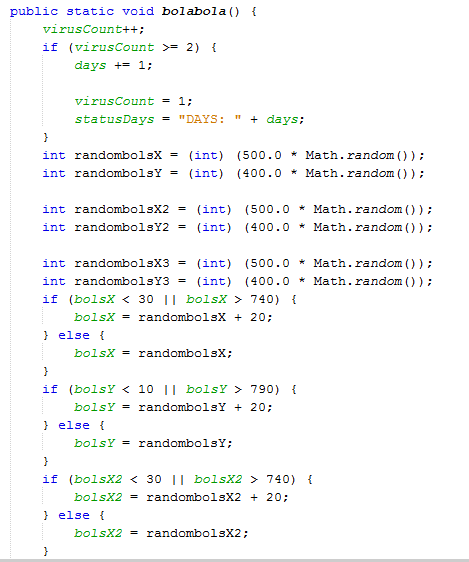 public static void bolabola() {
virusCount++;
if (virusCount >= 2) {
days += 1;
virusCount = 1;
statusDays = "DAYS: " + days;
}
int randombolsX = (int) (500.0 * Math.random());
int randombolsY = (int) (400.0 * Math.random());
int randombolsX2 = (int) (500.0 * Math.random());
int randombolsY2 = (int) (400.0 * Math.random());
int randombolsX3 = (int) (500.0 * Math.random());
int randombolsY3 = (int) (400.0 * Math.random());
if (bolsX < 30 || bolsX > 740) {
bolsX = randombolsX + 20;
} else {
bolsX = randombolsX;
}
if (bolsY < 10 || bolsY > 790) {
bolsY = randombolsY + 20;
} else {
bolsY = randombolsY;
}
if (bolsX2 < 30 || bolsX2 > 740) {
bolsX2 = randombolsX2 + 20;
} else {
bolsX2 = randombolsX2;
}